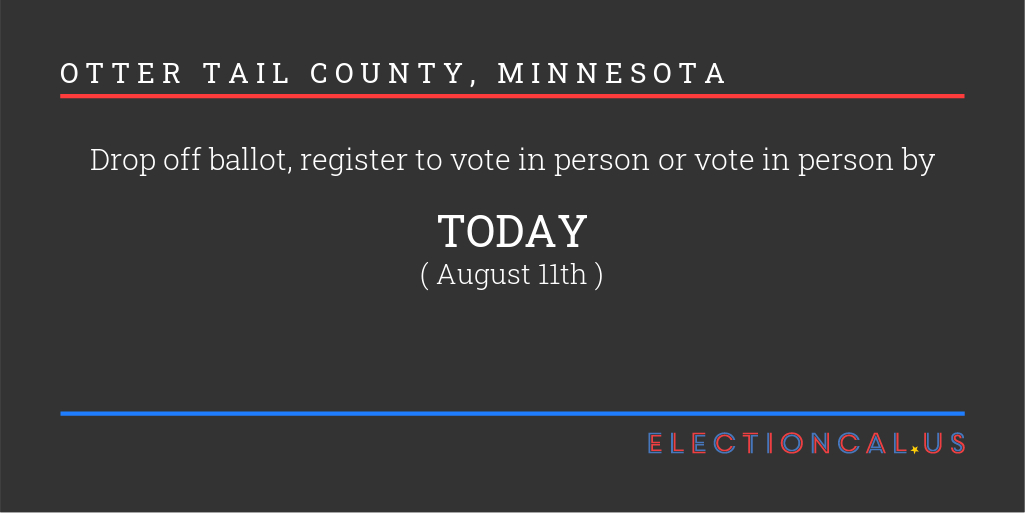 OTTER TAIL COUNTY, MINNESOTA
Drop off ballot, register to vote in person or vote in person by
TODAY
( August 11th )
ELECTIONCAL.US